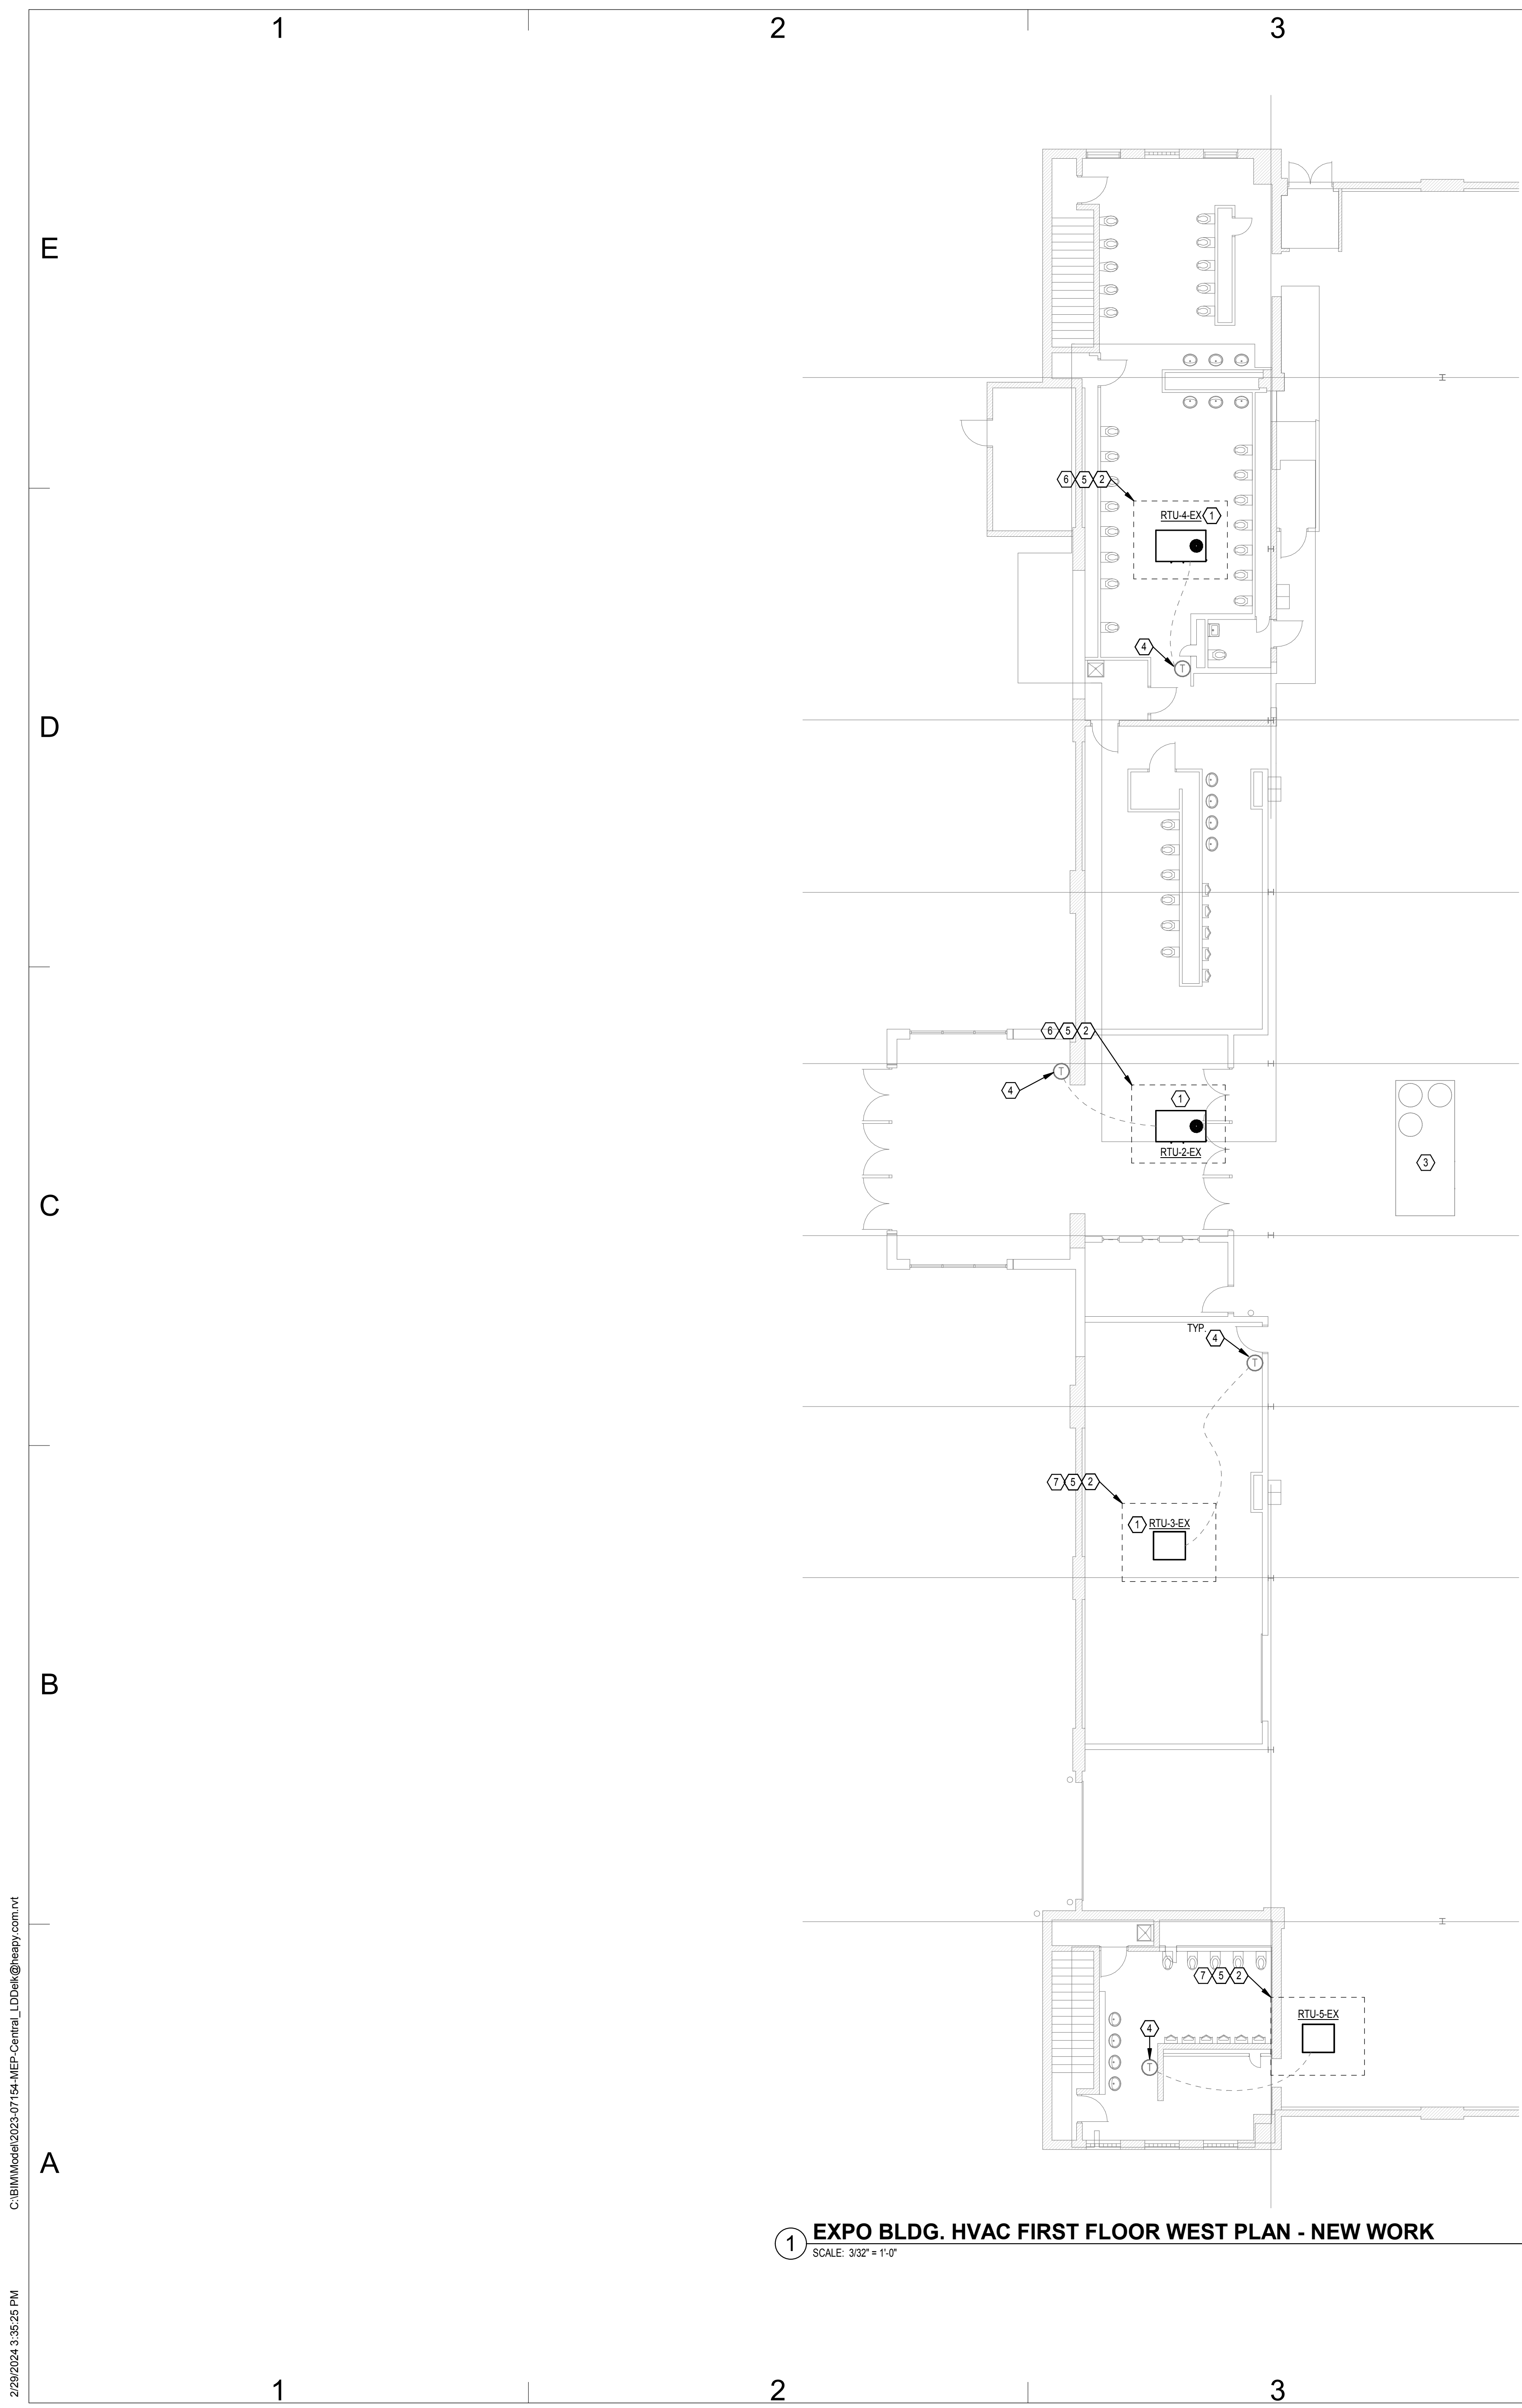 1 2 3
E
6 5 2
RTU-4-EX 1
4
T
D
6 5 2
T
4
1
RTU-2-EX
3
C
TYP.
4
T
7 5 2
1 RTU-3-EX
B
7 5 2
RTU-5-EX
4
T
A
1 EXPO BLDG. HVAC FIRST FLOOR WEST PLAN - NEW WORK
SCALE: 3/32" = 1'-0"
1 2 3
2/29/2024 3:35:25 PM C:\BIM\Model\2023-07154-MEP-Central_LDDelk@heapy.com.rvt